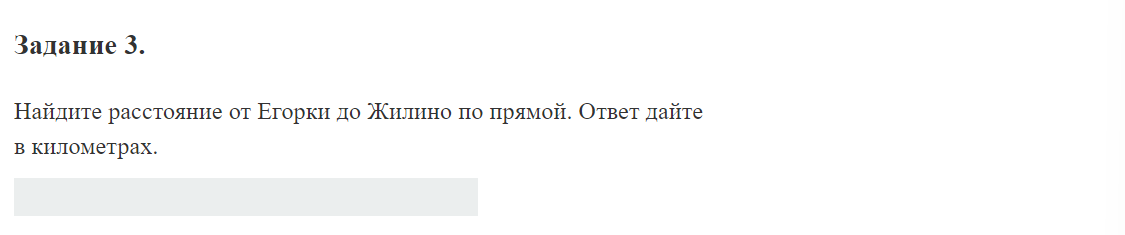 Задание 3.
Найдите расстояние от Егорки до Жилино по прямой. Ответ дайте
в километрах.